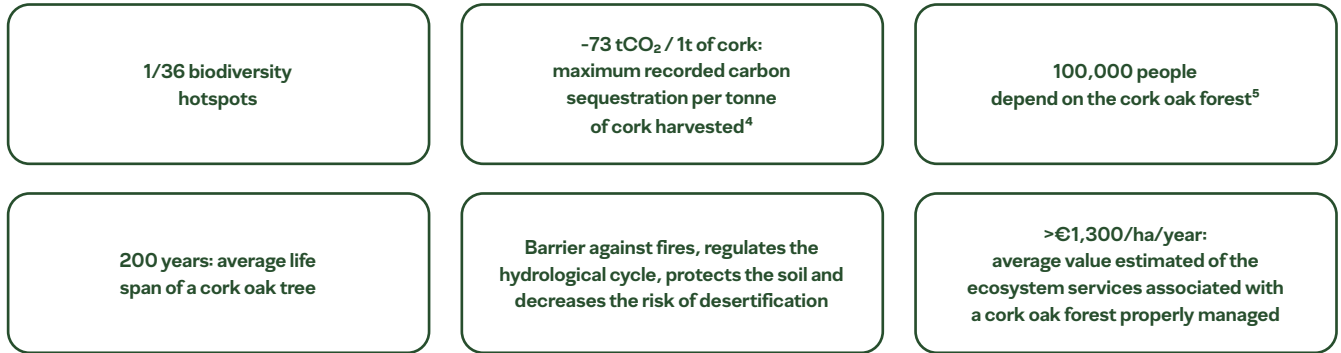 1/36 biodiversity
hotspots
-73 tCO₂ / 1t of cork:
maximum recorded carbon
sequestration per tonne
of cork harvested⁴
100,000 people
depend on the cork oak forest⁵
200 years: average life
span of a cork oak tree
Barrier against fires, regulates the
hydrological cycle, protects the soil and
decreases the risk of desertification
>€1,300/ha/year:
average value estimated of the
ecosystem services associated with
a cork oak forest properly managed